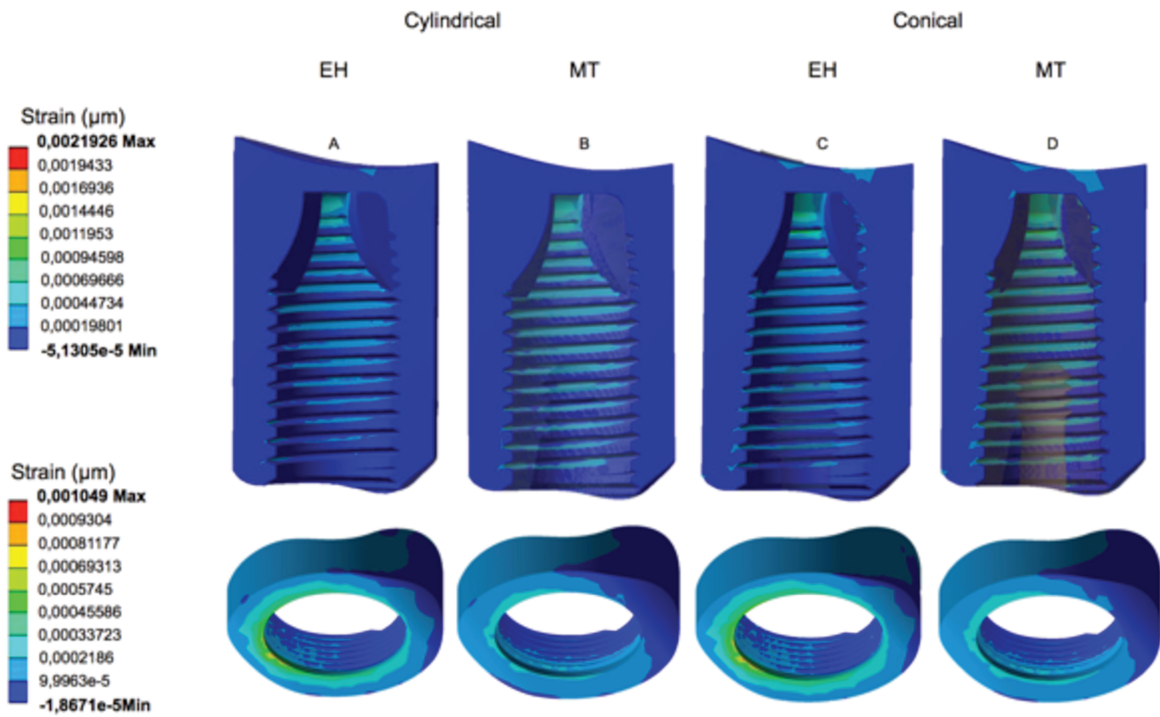 Cylindrical Conical
EH MT EH MT
Strain (µm)
0,0021926 Max
0,0019433
0,0016936
0,0014446
0,0011953
0,00094598
0,00069666
0,00044734
0,00019801
-5,1305e-5 Min
A B C D
Strain (µm)
0,001049 Max
0,0009304
0,00081177
0,00069313
0,0005745
0,00045586
0,00033723
0,0002186
9,9963e-5
-1,8671e-5Min